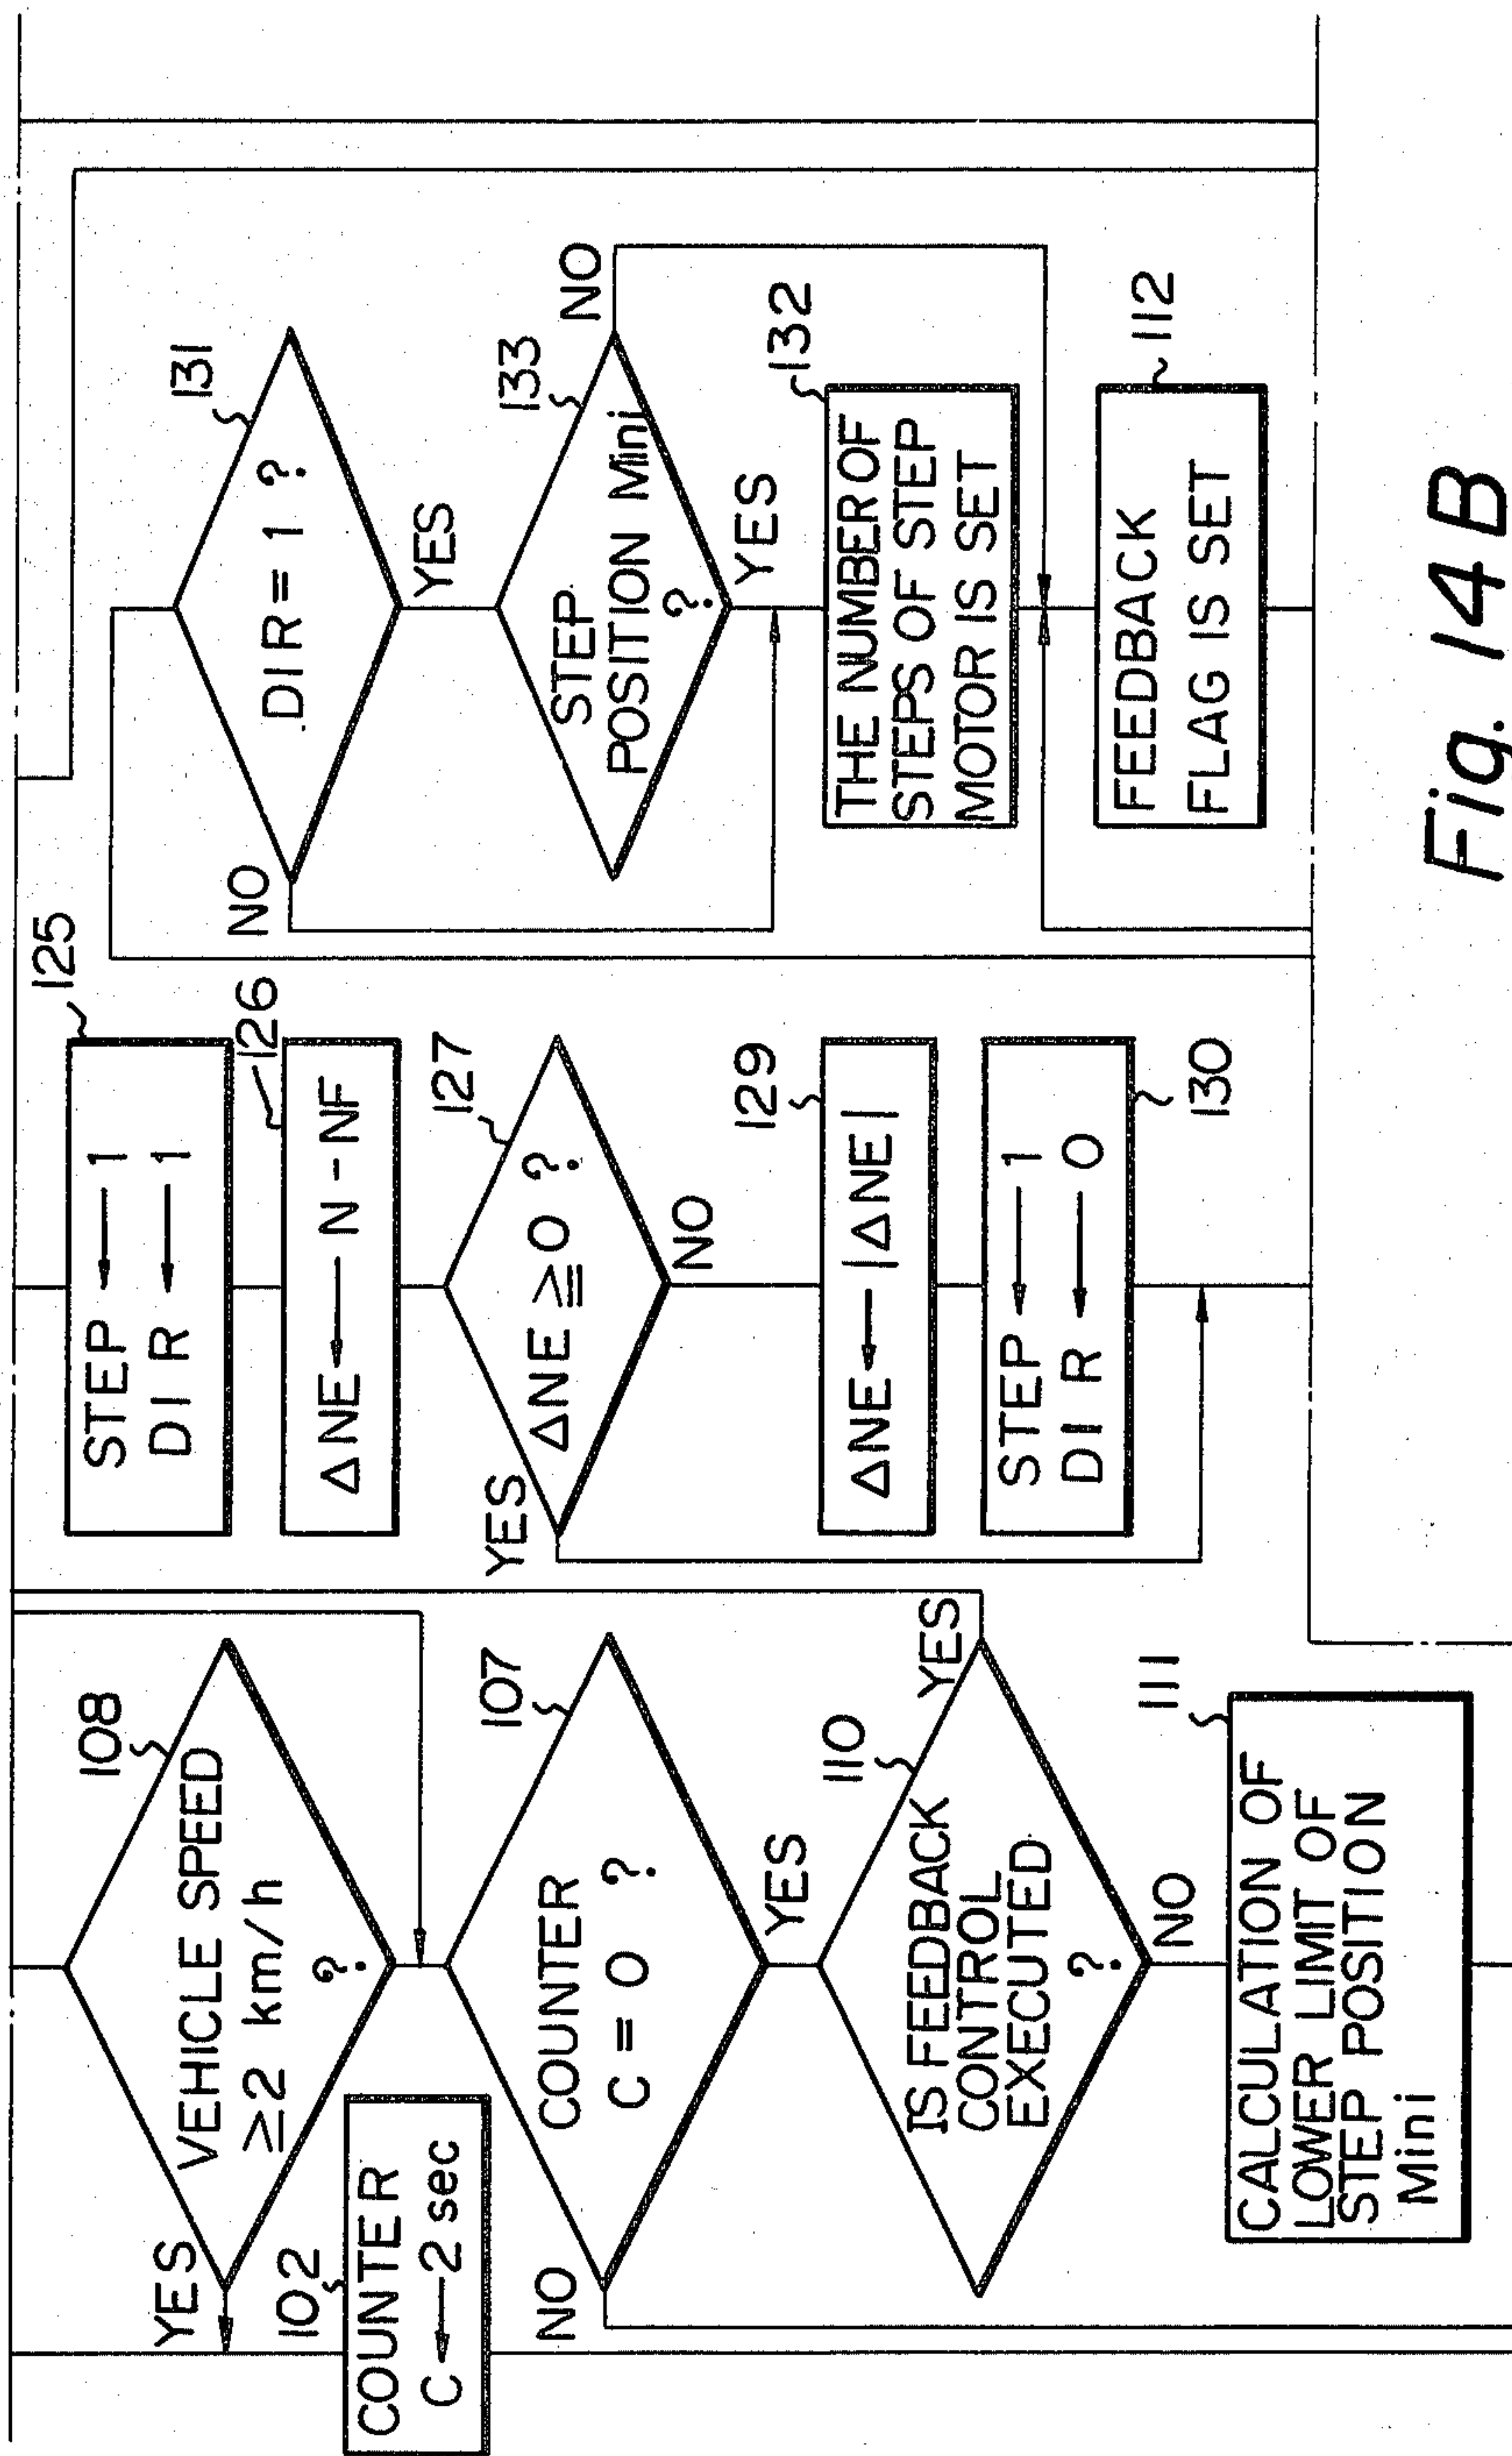 108
VEHICLE SPEED
≥2 km/h
?
YES
102
COUNTER
C ← 2 sec
107
COUNTER
C = 0 ?
NO
YES
110
IS FEEDBACK
CONTROL
EXECUTED
?
YES
NO
111
CALCULATION OF
LOWER LIMIT OF
STEP POSITION
Mini
125
STEP ← 1
DIR ← 1
126
ΔNE ← N-NF
127
ΔNE ≧ 0 ?
YES
NO
129
ΔNE ← |ΔNE|
STEP ← 1
DIR ← 0
130
131
DIR = 1 ?
NO
YES
133
STEP
POSITION Mini
?
NO
YES
132
THE NUMBER OF
STEPS OF STEP
MOTOR IS SET
112
FEEDBACK
FLAG IS SET
Fig. 14B